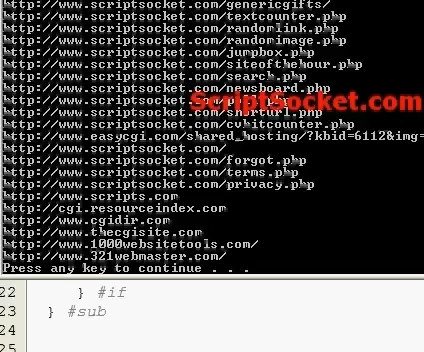 http://www.scriptsocket.com/genericgifts/
http://www.scriptsocket.com/textcounter.php
http://www.scriptsocket.com/randomlink.php
http://www.scriptsocket.com/randomimage.php
http://www.scriptsocket.com/jumpbox.php
http://www.scriptsocket.com/siteofthehour.php
http://www.scriptsocket.com/search.php
http://www.scriptsocket.com/newsboard.php
http://www.scriptsocket.com/
ScriptSocket.com
http://www.scriptsocket.com/shorturl.php
http://www.scriptsocket.com/cvhitcounter.php
http://www.easycgi.com/shared_hosting/?kbid=6112&img=
http://www.scriptsocket.com/
http://www.scriptsocket.com/forgot.php
http://www.scriptsocket.com/terms.php
http://www.scriptsocket.com/privacy.php
http://www.scripts.com
http://cgi.resourceindex.com
http://www.cgidir.com
http://www.thecgisite.com
http://www.1000websitetools.com/
http://www.321webmaster.com/
Press any key to continue . . .
22 } #if
23 } #sub
24
25